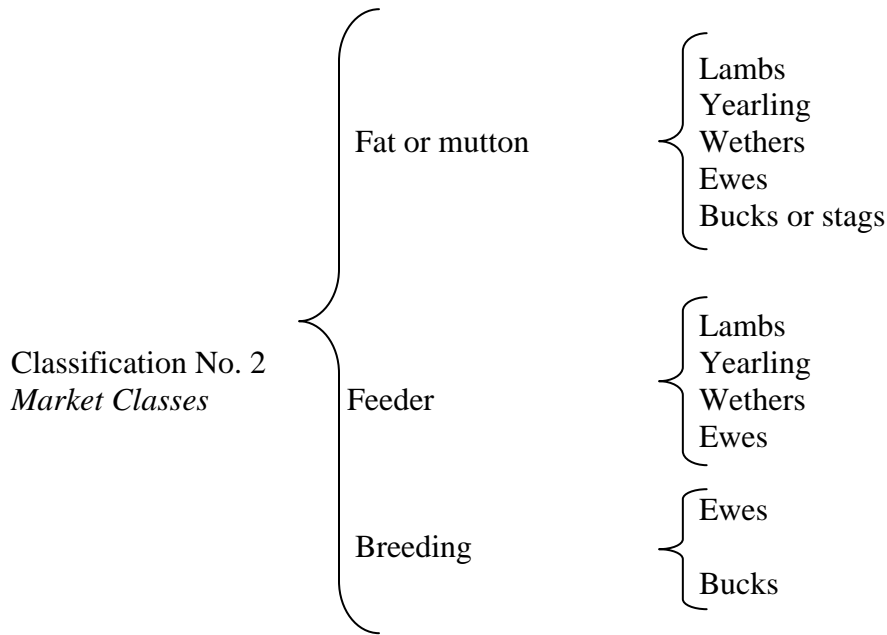 Lambs
Yearling
Fat or mutton Wethers
Ewes
Bucks or stags
Lambs
Classification No. 2 Yearling
Market Classes Feeder Wethers
Ewes
Ewes
Breeding
Bucks